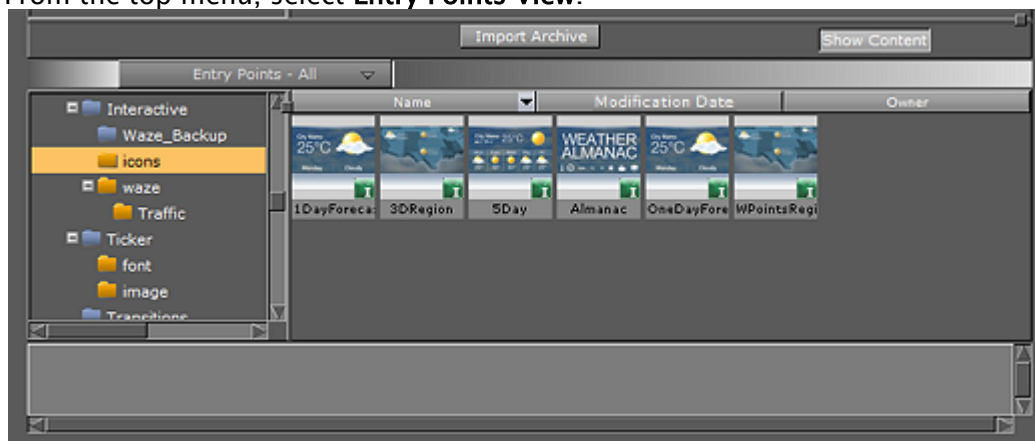 From the top menu, select Entry Points View.
Import Archive
Show Content
Entry Points - All
Name Modification Date Owner
Interactive
Waze_Backup
icons
waze
Traffic
Ticker
font
image
Transitions
25°C
25°C
WEATHER
ALMANAC
25°C
1DayForeca:
3DRegion
5Day
Almanac
OneDayFore
WPointsRegi